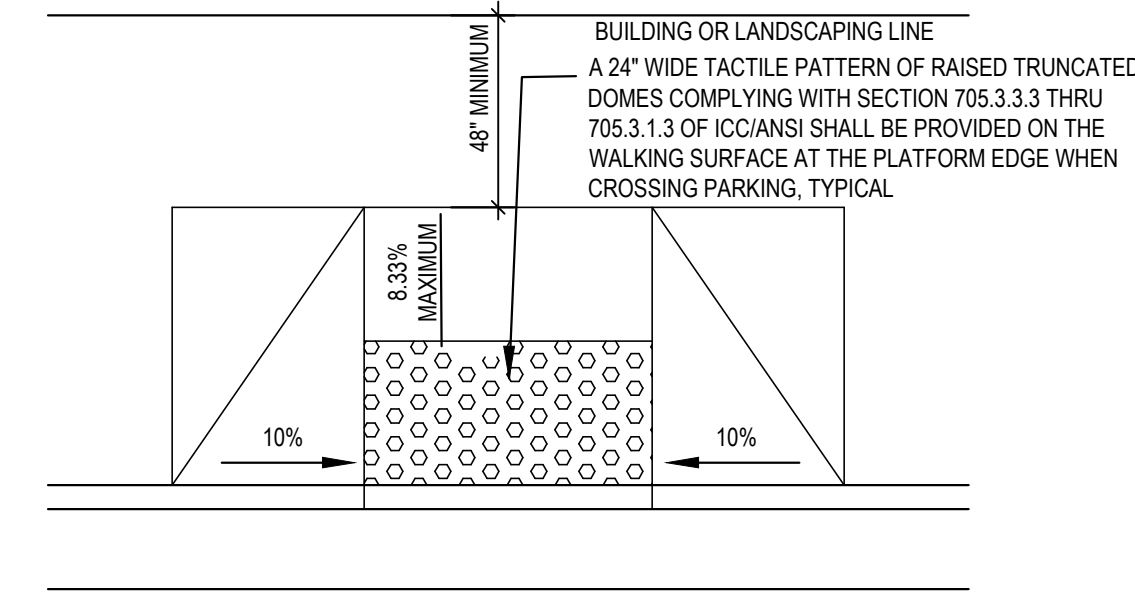 48" MINIMUM
BUILDING OR LANDSCAPING LINE
A 24" WIDE TACTILE PATTERN OF RAISED TRUNCATED
DOMES COMPLYING WITH SECTION 705.3.3.3 THRU
705.3.1.3 OF ICC/ANSI SHALL BE PROVIDED ON THE
WALKING SURFACE AT THE PLATFORM EDGE WHEN
CROSSING PARKING, TYPICAL
8.33%
MAXIMUM
10%
10%